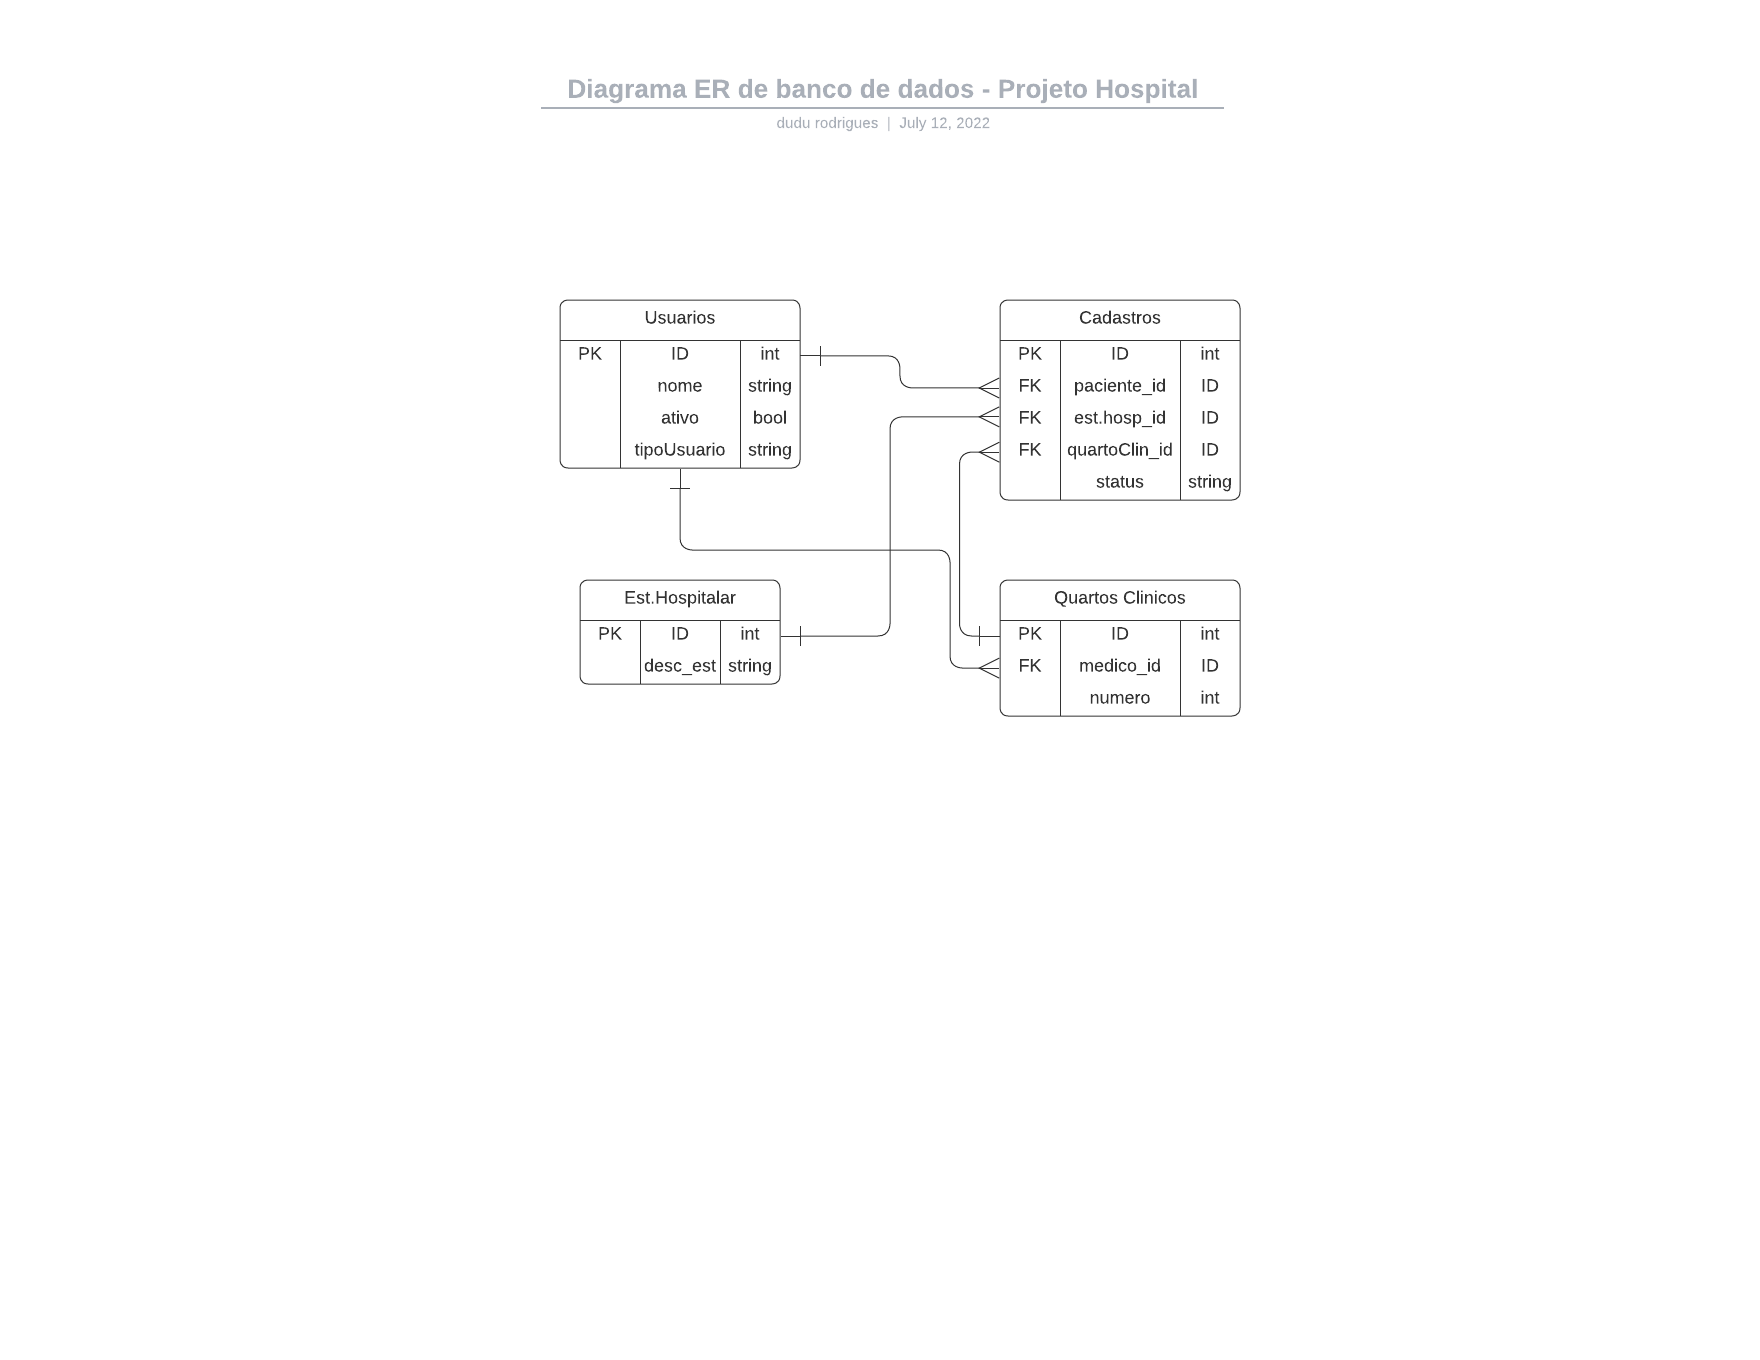 Diagrama ER de banco de dados - Projeto Hospital
dudu rodrigues | July 12, 2022
Usuarios
PK ID int
nome string
ativo bool
tipoUsuario string
Cadastros
PK ID int
FK paciente_id ID
FK est.hosp_id ID
FK quartoClin_id ID
status string
Est.Hospitalar
PK ID int
desc_est string
Quartos Clinicos
PK ID int
FK medico_id ID
numero int